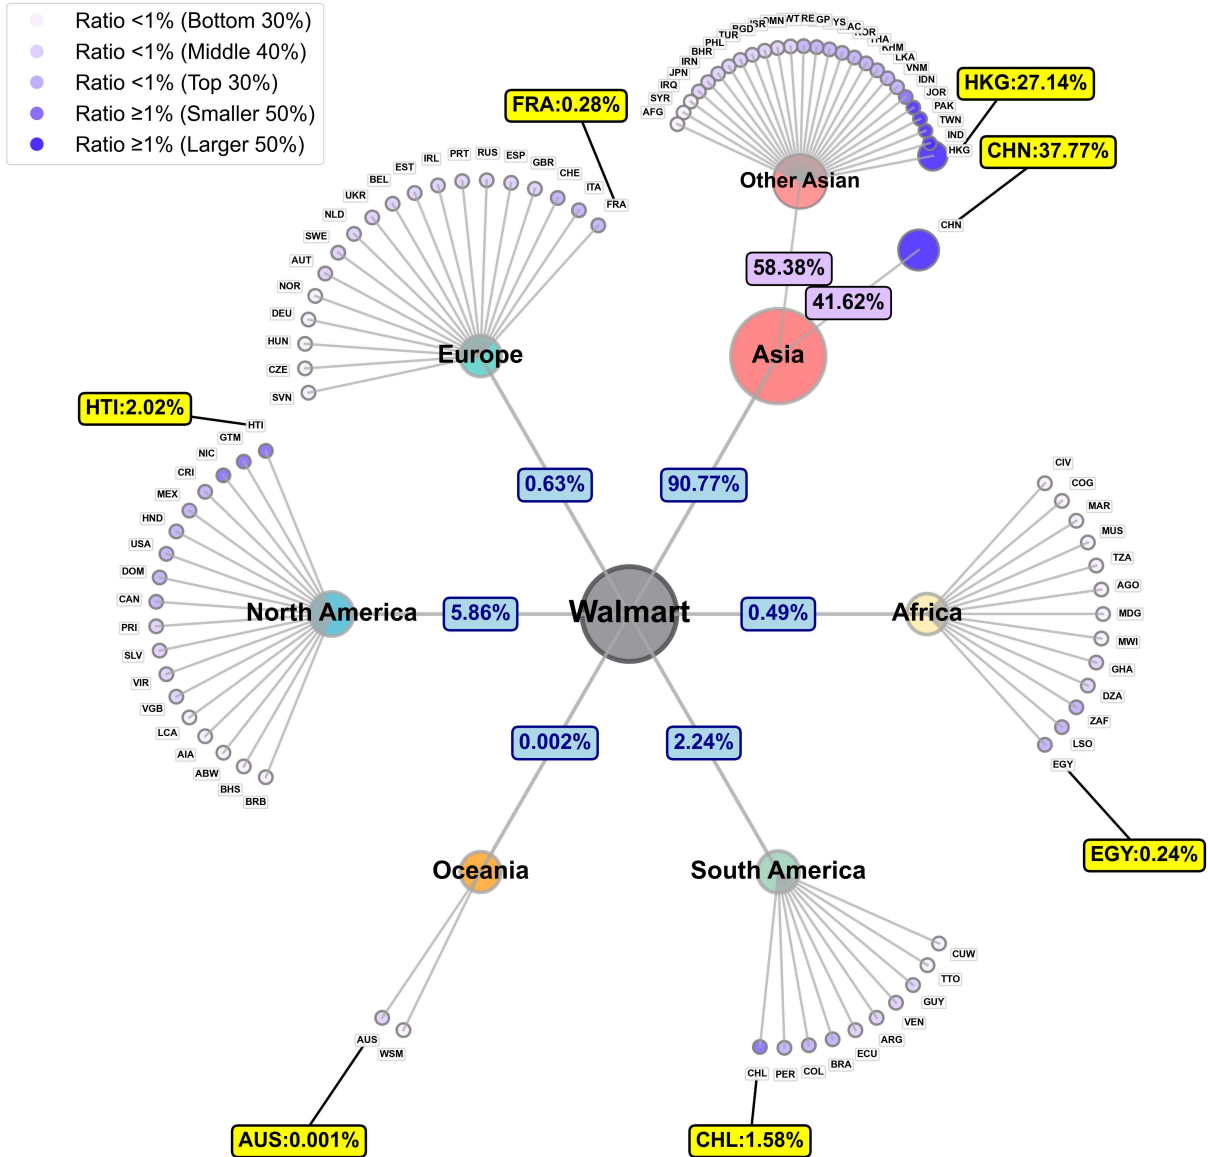 Ratio <1% (Bottom 30%)
Ratio <1% (Middle 40%)
Ratio <1% (Top 30%)
Ratio ≥1% (Smaller 50%)
Ratio ≥1% (Larger 50%)
FRA:0.28%
HKG:27.14%
CHN:37.77%
AFG
SYR
IRQ
JPN
IRN
BHR
PHL
TUR
BGD
OMN
EGP
YS
KOR
THA
KHM
LKA
VNM
IDN
JOR
PAK
TWN
IND
HKG
Other Asian
CHN
58.38%
41.62%
Asia
FRA
ITA
CHE
GBR
ESP
RUS
PRT
IRL
EST
BEL
UKR
NLD
SWE
AUT
NOR
DEU
HUN
CZE
SVN
Europe
HTI:2.02%
HTI
GTM
NIC
CRI
MEX
HND
USA
DOM
CAN
PRI
SLV
VIR
VGB
LCA
AIA
ABW
BHS
BRB
North America
0.63%
90.77%
5.86%
Walmart
0.49%
0.002%
2.24%
Africa
CIV
COG
MAR
MUS
TZA
AGO
MDG
MWI
GHA
DZA
ZAF
LSO
EGY
EGY:0.24%
Oceania
AUS
WSM
AUS:0.001%
South America
CUW
TTO
GUY
VEN
ARG
ECU
BRA
COL
PER
CHL
CHL:1.58%